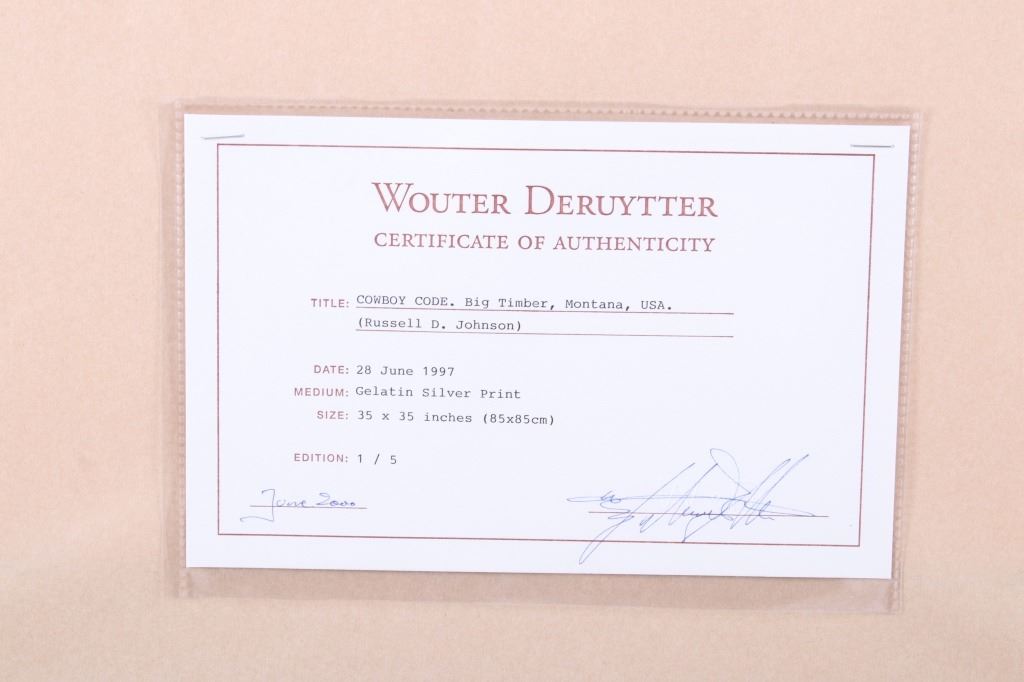 WOUTER DERUYTTER
CERTIFICATE OF AUTHENTICITY
TITLE: COWBOY CODE. Big Timber, Montana, USA.
(Russell D. Johnson)
DATE: 28 June 1997
MEDIUM: Gelatin Silver Print
SIZE: 35 x 35 inches (85x85cm)
EDITION: 1 / 5
June 2000